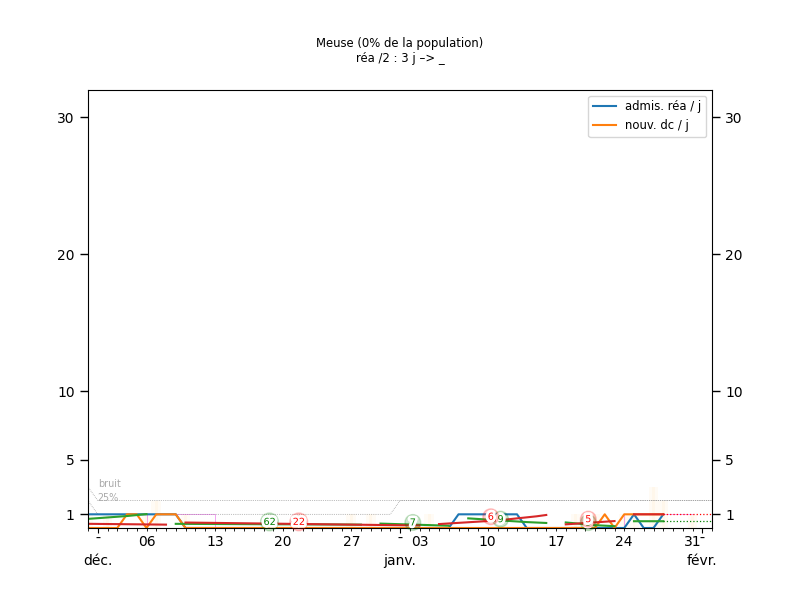 Meuse (0% de la population)
réa /2 : 3 j –> _
admis. réa / j
nouv. dc / j
30
30
20
20
10
10
5
5
1
1
bruit
25%
62
22
7
6
9
5
- 06 13 20 27 - 03 10 17 24 31-
déc. janv. févr.